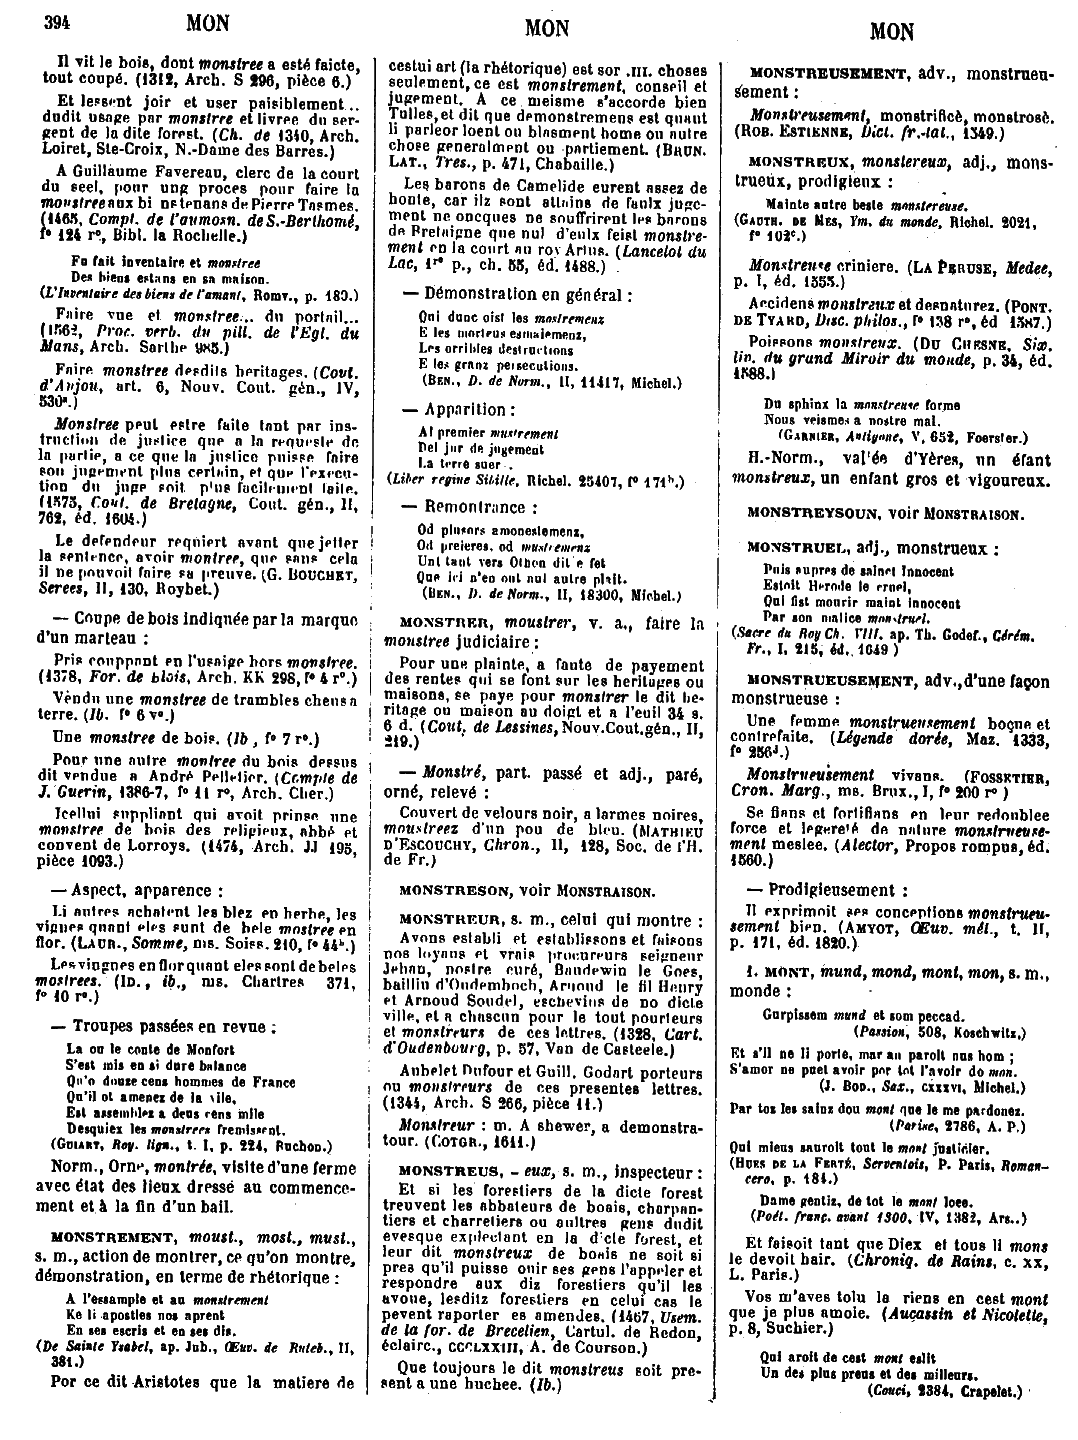 394 MON
MON
MON
Il vit le bois, dont monstree a esté faicte,
tout coupé. (1312, Arch. S 296, pièce 6.)
Et lessent joir et user paisiblement..
dudit usage par monstree et livree du ser-
gent de la dite forest. (Ch. de 1340, Arch.
Loiret, Ste-Croix, N.-Dame des Barres.)
A Guillaume Favereau, clerc de la court
du seel, pour ung proces pour faire la
monstree aux bi ostenans de Pierre Tasmes.
(1465, Compl. de l'aumosn. de S.-Berthomé,
f° 124 r°, Bibl. la Rochelle.)
Fu fait inventaire et monstree
Des biens estans en sa maison.
(L'Inventaire des biens de l'amant, Romv., p. 189.)
Faire vue et monstree... du portail...
(1562, Proc. verb. du pill. de l'Egl. du
Mans, Arch. Sarthe 985.)
Faire monstree desdits heritages. (Cout.
d'Anjou, art. 6, Nouv. Cout. gén., IV,
530ª.)
Monstree peut estre faite tant par ins-
truction de justice que a la requeste de
la partie, a ce que la justice puisse faire
son jugement plus certain, et que l'execu-
tion du juge soit plus facilement faite.
(1575, Cout. de Bretagne, Cout. gén., II,
762, éd. 1604.)
Le defendeur requiert avant que jetter
la sentence, avoir montree, que sans cela
il ne pouvoit faire sa preuve. (G. BOUCHET,
Serees, II, 130, Roybet.)
— Coupe de bois indiquée par la marque
d'un marteau :
Pris couppant en l'usaige hors monstree.
(1378, For. de blois, Arch. KK 298, f° 4 r°.)
Vendu une monstree de trambles cheus a
terre. (Ib. f° 6 v°.)
Une monstree de bois. (Ib, f° 7 r°.)
Pour une autre montree du bois dessus
dit vendue a André Pelletier. (Compte de
J. Guerin, 1386-7, f° 11 r°, Arch. Cher.)
Icellui suppliant qui avoit prinse une
monstree de bois des religieux, abbé et
convent de Lorroys. (1474, Arch. JJ 195,
pièce 1093.)
— Aspect, apparence :
Li autres achatent les blez en herbe, les
vignes quant eles sunt de bele mostree en
flor. (LAUR., Somme, ms. Soiss. 210, f° 44ᵇ.)
Les vingnes en flor quant eles sont de beles
mostrees. (ID., ib., ms. Chartres 371,
f° 10 r°.)
— Troupes passées en revue :
La ou le conte de Monfort
S'est mis en si dure balance
Qu'o douze cens hommes de France
Qu'il ot amenez de la vile,
Est assemblez a deus cens mile
Desquiex les monstrees fremissent.
(GUIART, Roy. lign., t. I, p. 224, Buchon.)
Norm., Orne, montrée, visite d'une ferme
avec état des lieux dressé au commence-
ment et à la fin d'un bail.
MONSTREMENT, moust., most., must.,
s. m., action de montrer, ce qu'on montre,
démonstration, en terme de rhétorique :
A l'essample et au monstrement
Ke li apostles nos aprent
En ses escris et en ses dis.
(De Sainte Ysabel, ap. Jub., Œuv. de Ruteb., II,
381.)
Por ce dit Aristotes que la matiere de
cestui art (la rhétorique) est sor .III. choses
seulement, ce est monstrement, conseil et
jugement. A ce meisme s'accorde bien
Tulles, et dit que demonstremens est quant
li parleor loent ou blasment home ou autre
chose generalment ou partiement. (BRUN.
LAT., Tres., p. 471, Chabaille.)
Les barons de Camelide eurent assez de
honte, car ilz sont attains de faulx juge-
ment ne oncques ne souffrirent les barons
de Bretaigne que nul d'eulx feist monstre-
ment en la court au roy Artus. (Lancelot du
Lac, 1ʳᵉ p., ch. 55, éd. 1488.)
— Démonstration en général :
Qui dunc oist les mostremenz
E les morteus esmaiemenz,
Les orribles destructions
E les granz persecutions.
(BEN., D. de Norm., II, 11417, Michel.)
— Apparition :
Al premier mustrement
Del jur de jugement
La terre suer .
(Liber regine Sibille, Richel. 25407, f° 171ᵇ.)
— Remontrance :
Od plusors amonestemenz,
Od preieres, od mustremenz
Unt tant vers Othon dit e fet
Que ici n'en out nul autre plait.
(BEN., D. de Norm., II, 18300, Michel.)
MONSTRER, moustrer, v. a., faire la
monstree judiciaire :
Pour une plainte, a faute de payement
des rentes qui se font sur les heritages ou
maisons, se paye pour monstrer le dit he-
ritage ou maison au doigt et a l'euil 34 s.
6 d. (Cout. de Lessines, Nouv. Cout. gén., II,
219.)
— Monstré, part. passé et adj., paré,
orné, relevé :
Couvert de velours noir, a larmes noires,
moustreez d'un pou de bleu. (MATHIEU
D'ESCOUCHY, Chron., II, 128, Soc. de l'H.
de Fr.)
MONSTRESON, voir MONSTRAISON.
MONSTREUR, s. m., celui qui montre :
Avons establi et establissons et faisons
nos loyaus et vrais procureurs seigneur
Jehan, nostre curé, Baudewin le Goes,
baillin d'Oudemboch, Arnoud le fil Henry
et Arnoud Soudel, eschevins de no dicte
ville, et a chascun pour le tout pourteurs
et monstreurs de ces lettres. (1328, Cart.
d'Oudenbourg, p. 57, Van de Casteele.)
Aubelet Dufour et Guill. Godart porteurs
ou monstreurs de ces presentes lettres.
(1344, Arch. S 266, pièce 11.)
Monstreur : m. A shewer, a demonstra-
tour. (COTGR., 1611.)
MONSTREUS, - eux, s. m., inspecteur :
Et si les forestiers de la dicte forest
treuvent les abbateurs de boais, charpan-
tiers et charretiers ou aultres gens dudit
evesque explectant en la d'cte forest, et
leur dit monstreux de boais ne soit si
pres qu'il puisse ouir ses gens l'appeler et
respondre aux diz forestiers qu'il les
avoue, lesditz forestiers en celui cas le
pevent raporter es amendes. (1467, Usem.
de la for. de Brecelien, Cartul. de Redon,
éclairc., CCCLXXIII, A. de Courson.)
Que toujours le dit monstreus soit pre-
sent a une huchee. (Ib.)
MONSTREUSEMENT, adv., monstrueu-
sement :
Monstreusement, monstrificè, monstrosè.
(ROB. ESTIENNE, Dict. fr.-lat., 1549.)
MONSTREUX, monstereux, adj., mons-
trueux, prodigieux :
Mainte autre beste monstereuse.
(GAUTH. DE MES, Ym. du monde, Richel. 2021,
f° 102ᶜ.)
Monstreuse criniere. (LA PERUSE, Medee,
p. I, éd. 1555.)
Accidens monstreux et desnaturez. (PONT.
DE TYARD, Disc. philos., f° 138 r°, éd 1587.)
Poissons monstreux. (DU CHESNE, Six.
lin. du grand Miroir du monde, p. 34, éd.
1588.)
Du sphinx la monstreuse forme
Nous veismes a nostre mal.
(GARNIER, Antigone, V, 652, Foerster.)
H.-Norm., val'ée d'Yères, un éfant
monstreux, un enfant gros et vigoureux.
MONSTREYSOUN, voir MONSTRAISON.
MONSTRUEL, adj., monstrueux :
Puis aupres de sainct Innocent
Estoit Herode le cruel,
Qui fist mourir maint innocent
Par son malice monstruel.
(Sacre du Roy Ch. VIII. ap. Th. Godef., Cérém.
Fr., I, 215, éd. 1649 )
MONSTRUEUSEMENT, adv., d'une façon
monstrueuse :
Une femme monstrueusement boçne et
contrefaite. (Légende dorée, Maz. 1333,
f° 256ᵈ.)
Monstrueusement vivans. (FOSSETIER,
Cron. Marg., ms. Brux., I, f° 200 r° )
Se fians et fortifians en leur redoublee
force et legereté de nature monstrueuse-
ment meslee. (Alector, Propos rompus, éd.
1560.)
— Prodigieusement :
Il exprimoit ses conceptions monstrueu-
sement bien. (AMYOT, Œuv. mél., t. II,
p. 171, éd. 1820.)
1. MONT, mund, mond, mont, mon, s. m.,
monde :
Gurpissem mund et som peccad.
(Passion, 508, Koschwitz.)
Et s'il ne li porte, mar au parolt nus hom ;
S'amor ne puet avoir por tot l'avoir do mon.
(J. BOD., Sax., CXXXVI, Michel.)
Par toz les sainz dou mont que le me pardonez.
(Parise, 2786, A. P.)
Qui mieus sauroit tout le mont justicier.
(HUES DE LA FERTÉ, Serventois, P. Paris, Roman-
cero, p. 184.)
Dame gentiz, de tot le mont loee.
(Poét. franç. avant 1300, IV, 1382, Ars..)
Et faisoit tant que Diex et tous li mons
le devoit hair. (Chroniq. de Rains, c. XX,
L. Paris.)
Vos m'aves tolu la riens en cest mont
que je plus amoie. (Aucassin et Nicolette,
p. 8, Suchier.)
Qui aroit de cest mont eslit
Un des plus preus et des milleurs.
(Couci, 2384, Crapelet.)